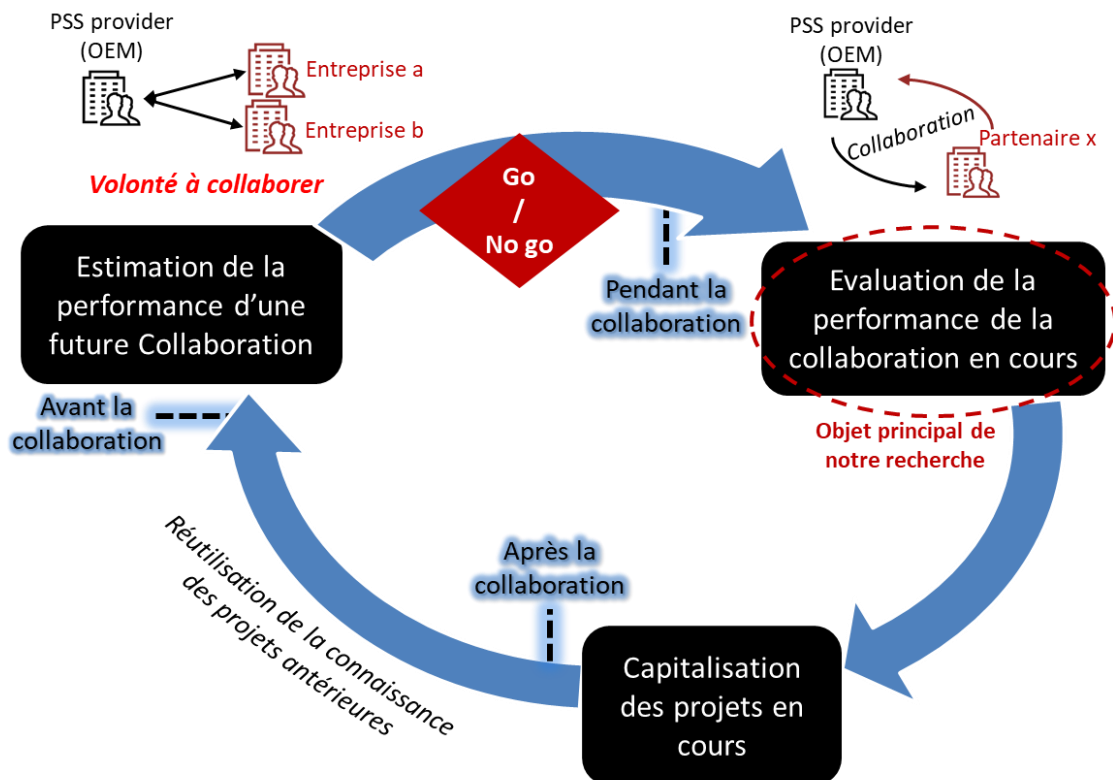 PSS provider
(OEM)
Entreprise a
Entreprise b
Volonté à collaborer
PSS provider
(OEM)
Collaboration
Partenaire x
Go
/
No go
Estimation de la
performance d’une
future Collaboration
Pendant la
collaboration
Evaluation de la
performance de la
collaboration en cours
Avant la
collaboration
Objet principal de
notre recherche
Réutilisation de la connaissance
des projets antérieures
Après la
collaboration
Capitalisation
des projets en
cours